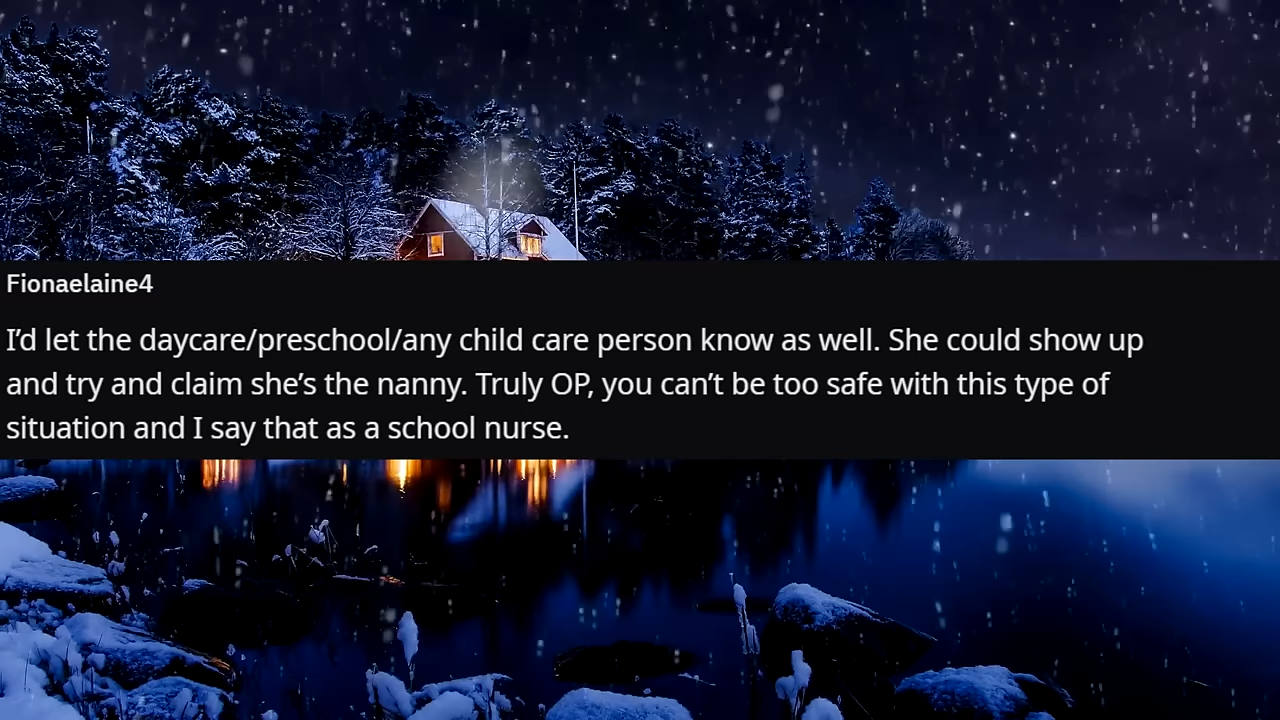 Fionaelaine4
I’d let the daycare/preschool/any child care person know as well. She could show up
and try and claim she’s the nanny. Truly OP, you can’t be too safe with this type of
situation and I say that as a school nurse.